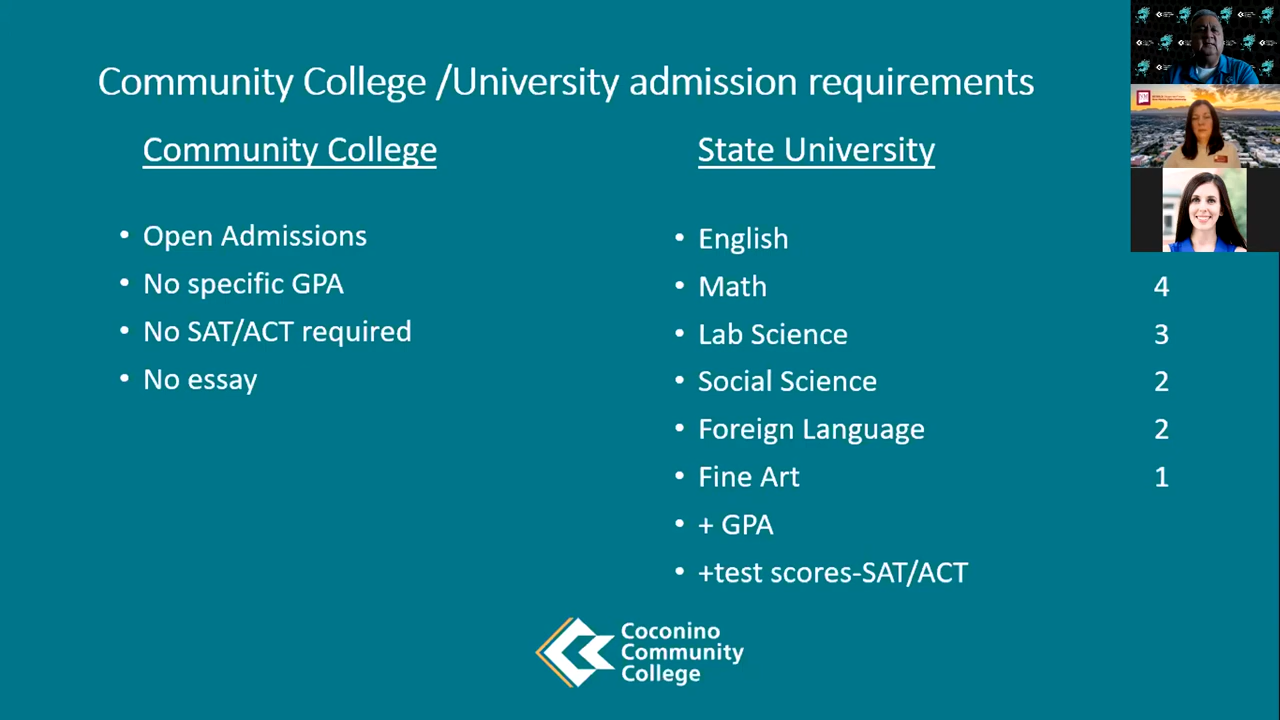 Community College /University admission requirements
Community College
Open Admissions
No specific GPA
No SAT/ACT required
No essay
State University
English
Math 4
Lab Science 3
Social Science 2
Foreign Language 2
Fine Art 1
+ GPA
+test scores-SAT/ACT
Coconino
Community
College